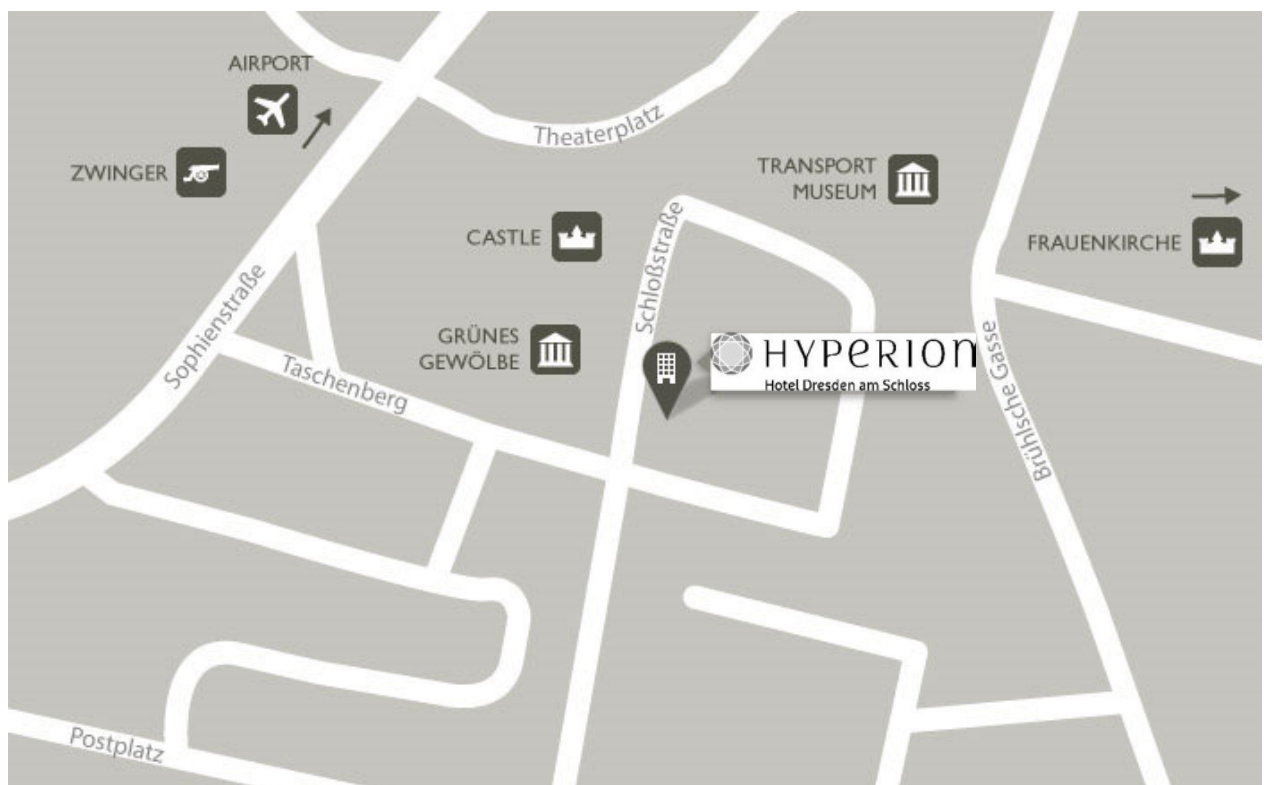 AIRPORT
ZWINGER
Theaterplatz
TRANSPORT
MUSEUM
CASTLE
FRAUENKIRCHE
Schloßstraße
Sophienstraße
GRÜNES
GEWÖLBE
HYPERION
Hotel Dresden am Schloss
Taschenberg
Brühlsche Gasse
Postplatz